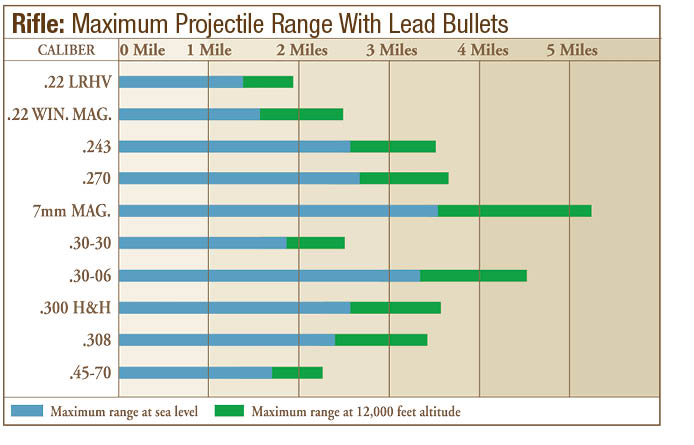 Rifle: Maximum Projectile Range With Lead Bullets
CALIBER 0 Mile 1 Mile 2 Miles 3 Miles 4 Miles 5 Miles
.22 LRHV
.22 WIN. MAG.
.243
.270
7mm MAG.
.30-30
.30-06
.300 H&H
.308
.45-70
Maximum range at sea level Maximum range at 12,000 feet altitude